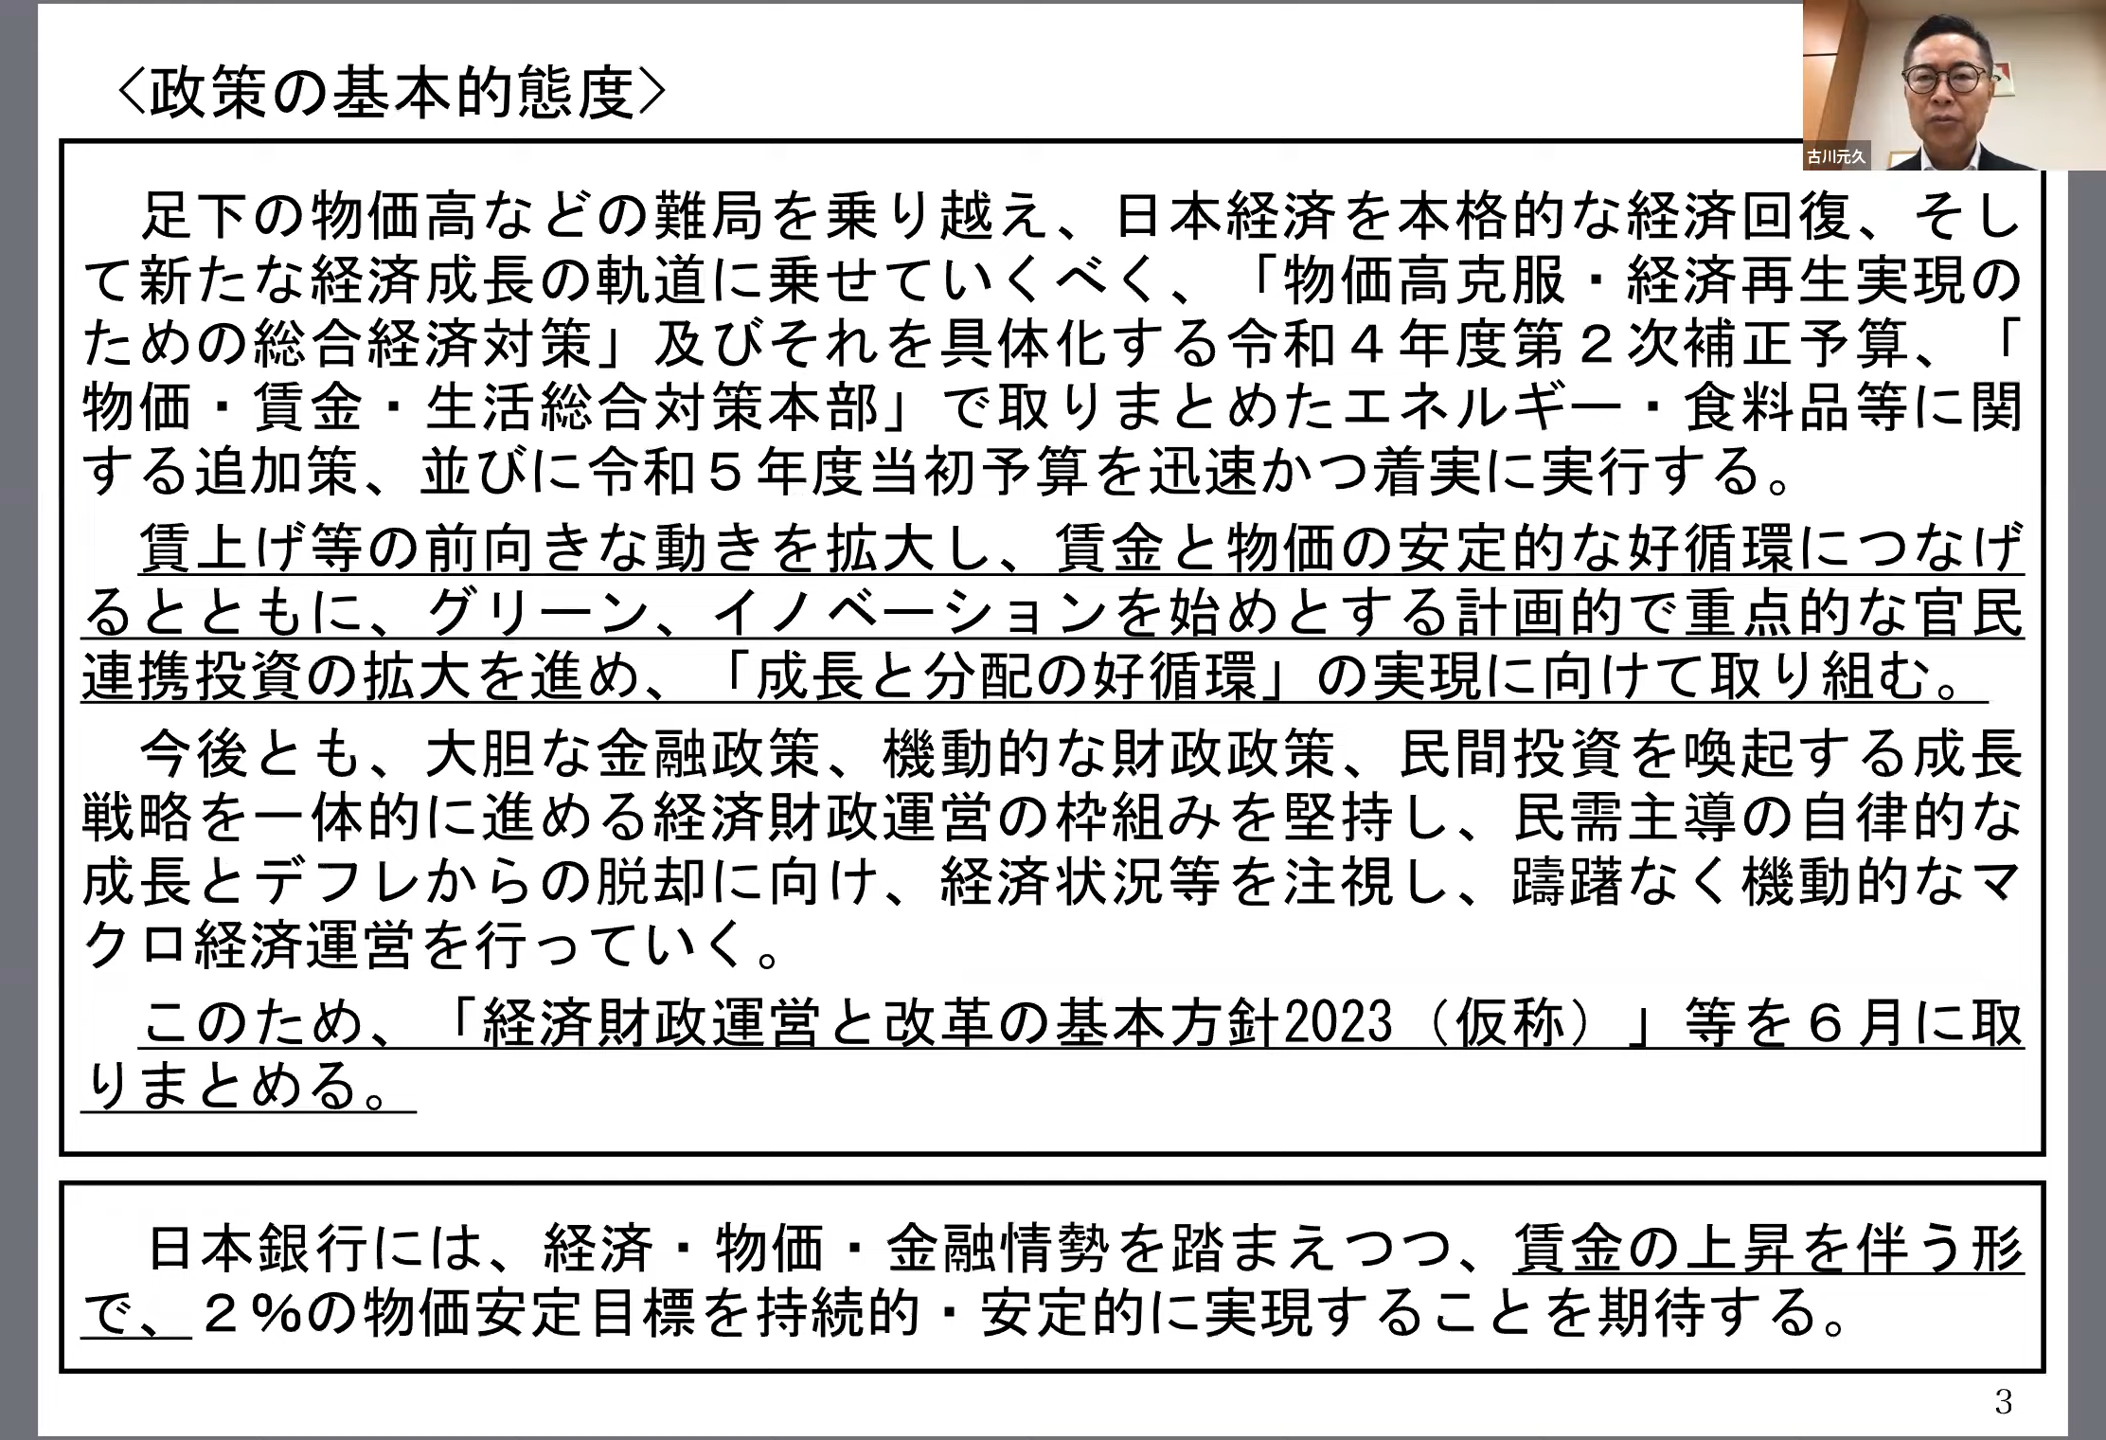 <政策の基本的態度>
古川元久
足下の物価高などの難局を乗り越え、日本経済を本格的な経済回復、そし
て新たな経済成長の軌道に乗せていくべく、「物価高克服・経済再生実現の
ための総合経済対策」及びそれを具体化する令和４年度第２次補正予算、「
物価・賃金・生活総合対策本部」で取りまとめたエネルギー・食料品等に関
する追加策、並びに令和５年度当初予算を迅速かつ着実に実行する。
賃上げ等の前向きな動きを拡大し、賃金と物価の安定的な好循環につなげ
るとともに、グリーン、イノベーションを始めとする計画的で重点的な官民
連携投資の拡大を進め、「成長と分配の好循環」の実現に向けて取り組む。
今後とも、大胆な金融政策、機動的な財政政策、民間投資を喚起する成長
戦略を一体的に進める経済財政運営の枠組みを堅持し、民需主導の自律的な
成長とデフレからの脱却に向け、経済状況等を注視し、躊躇なく機動的なマ
クロ経済運営を行っていく。
このため、「経済財政運営と改革の基本方針2023（仮称）」等を６月に取
りまとめる。
日本銀行には、経済・物価・金融情勢を踏まえつつ、賃金の上昇を伴う形
で、２％の物価安定目標を持続的・安定的に実現することを期待する。
3